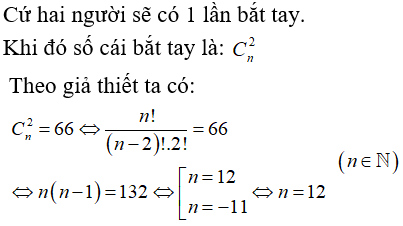 Cứ hai người sẽ có 1 lần bắt tay.
Khi đó số cái bắt tay là: $C_n^2$
Theo giả thiết ta có:
$C_n^2 = 66 \Leftrightarrow \frac{n!}{(n-2)!.2!} = 66$
$\Leftrightarrow n(n-1) = 132 \Leftrightarrow \left[\begin{array}{l} n = 12 \\ n = -11 \end{array}\right. \Leftrightarrow n = 12 \quad (n \in \mathbb{N})$